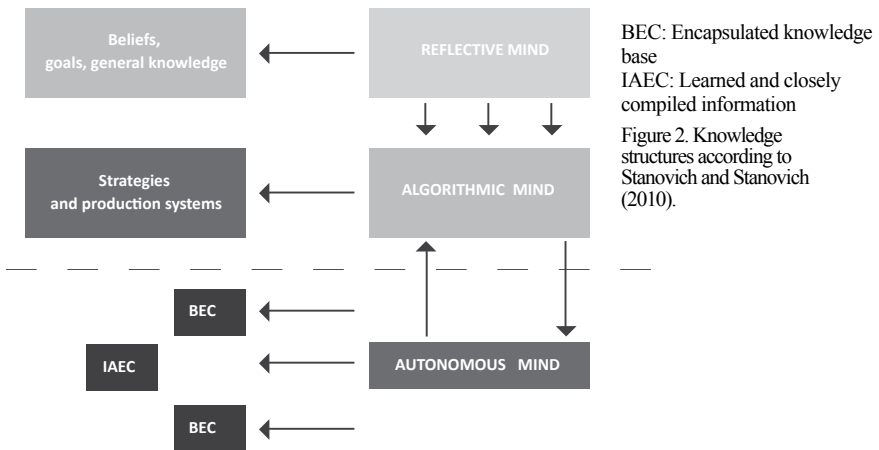 Beliefs,
goals, general knowledge
REFLECTIVE MIND
Strategies
and production systems
ALGORITHMIC MIND
BEC
IAEC
AUTONOMOUS MIND
BEC
BEC: Encapsulated knowledge
base
IAEC: Learned and closely
compiled information
Figure 2. Knowledge
structures according to
Stanovich and Stanovich
(2010).